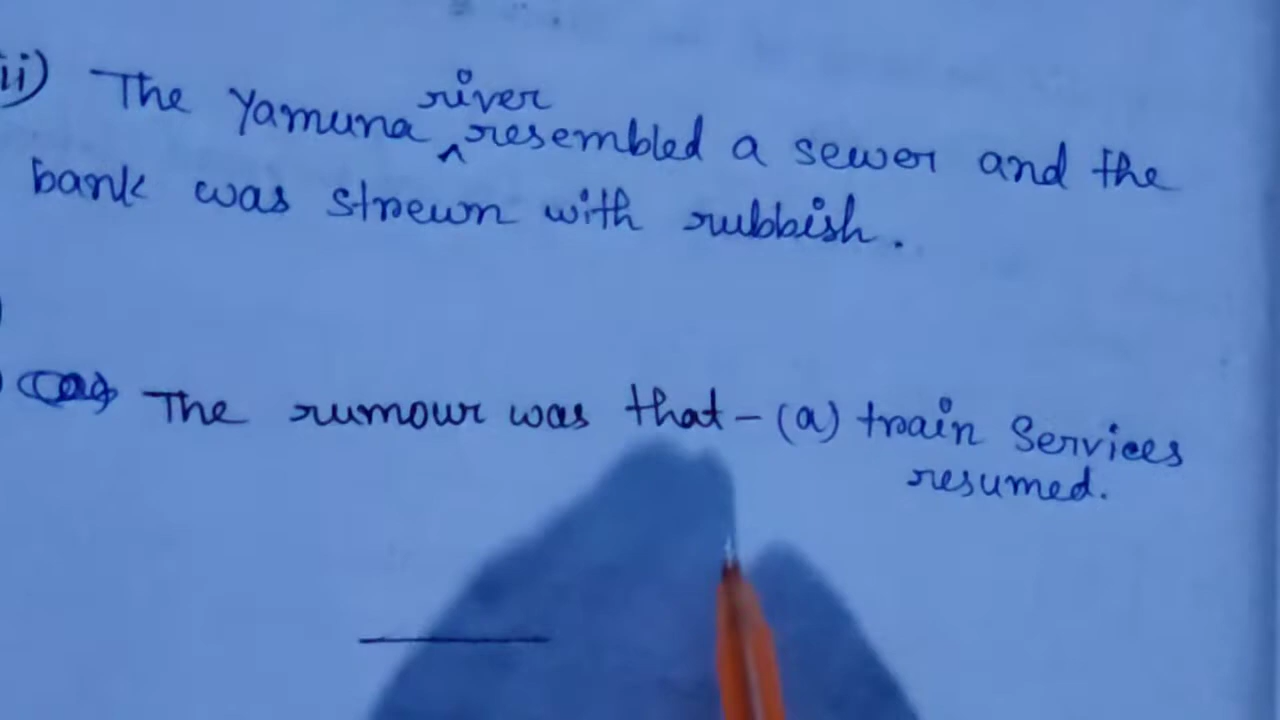 ii) The Yamuna river resembled a sewer and the
bank was strewn with rubbish.
The rumour was that - (a) train Services
resumed.